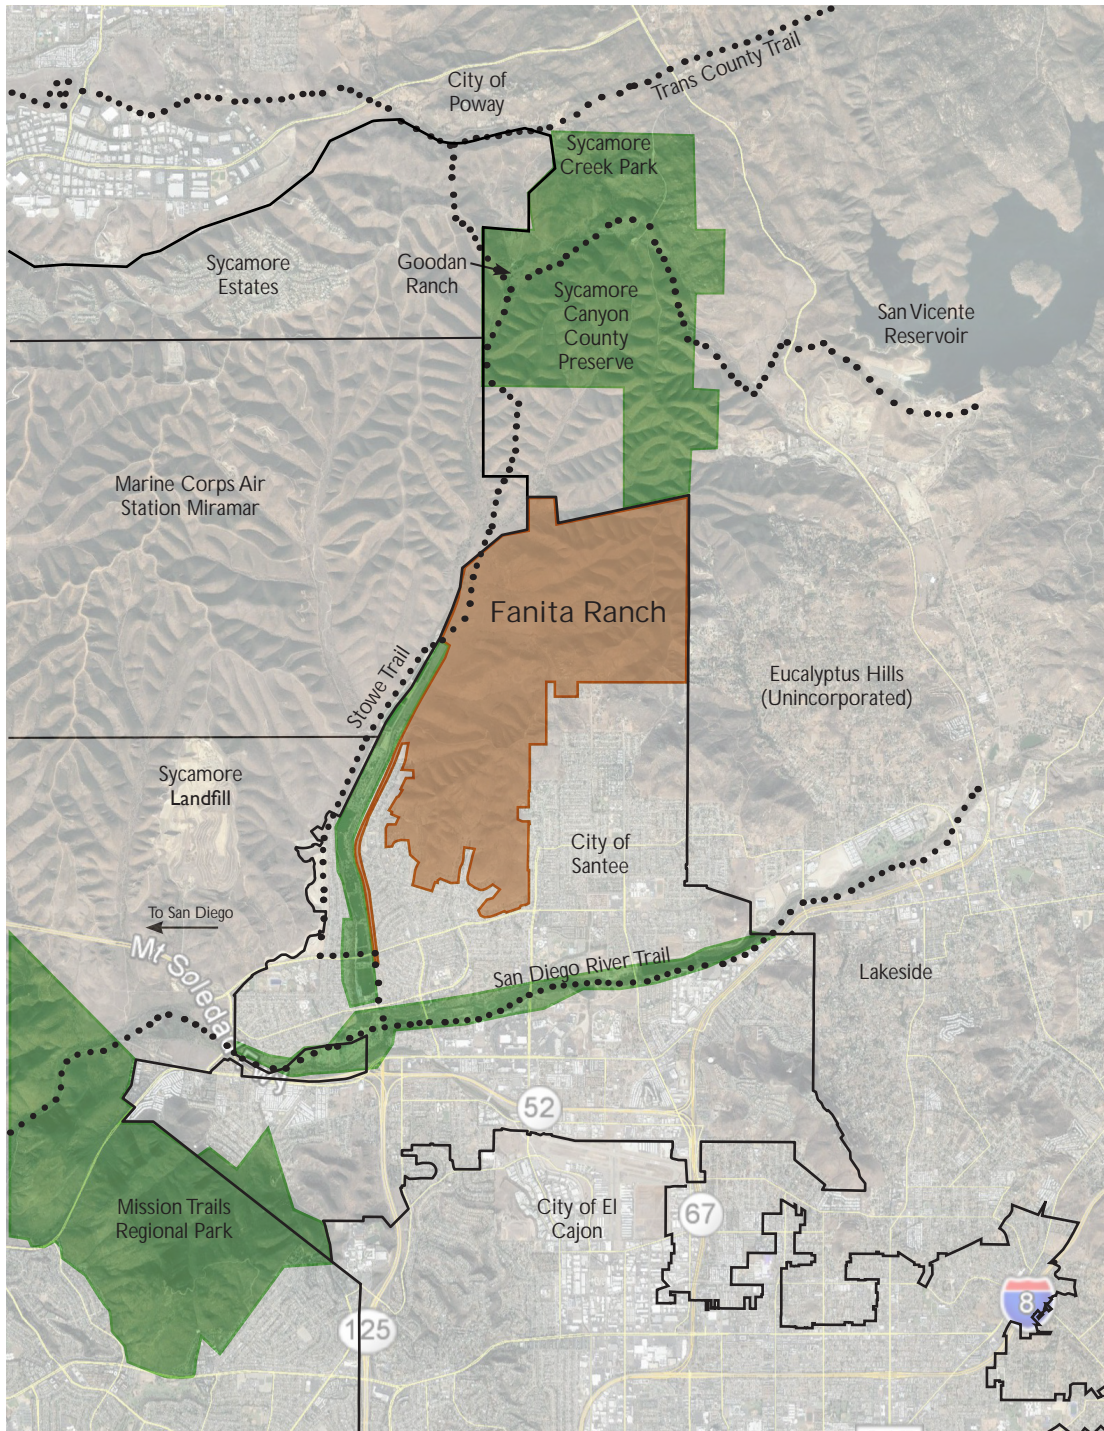 City of
Poway
Trans County Trail
Sycamore
Creek Park
Sycamore
Estates
Goodan
Ranch
Sycamore
Canyon
County
Preserve
San Vicente
Reservoir
Marine Corps Air
Station Miramar
Fanita Ranch
Stowe Trail
Eucalyptus Hills
(Unincorporated)
Sycamore
Landfill
City of
Santee
To San Diego
Mt Soledad
San Diego River Trail
Lakeside
52
Mission Trails
Regional Park
City of El
Cajon
67
8
125